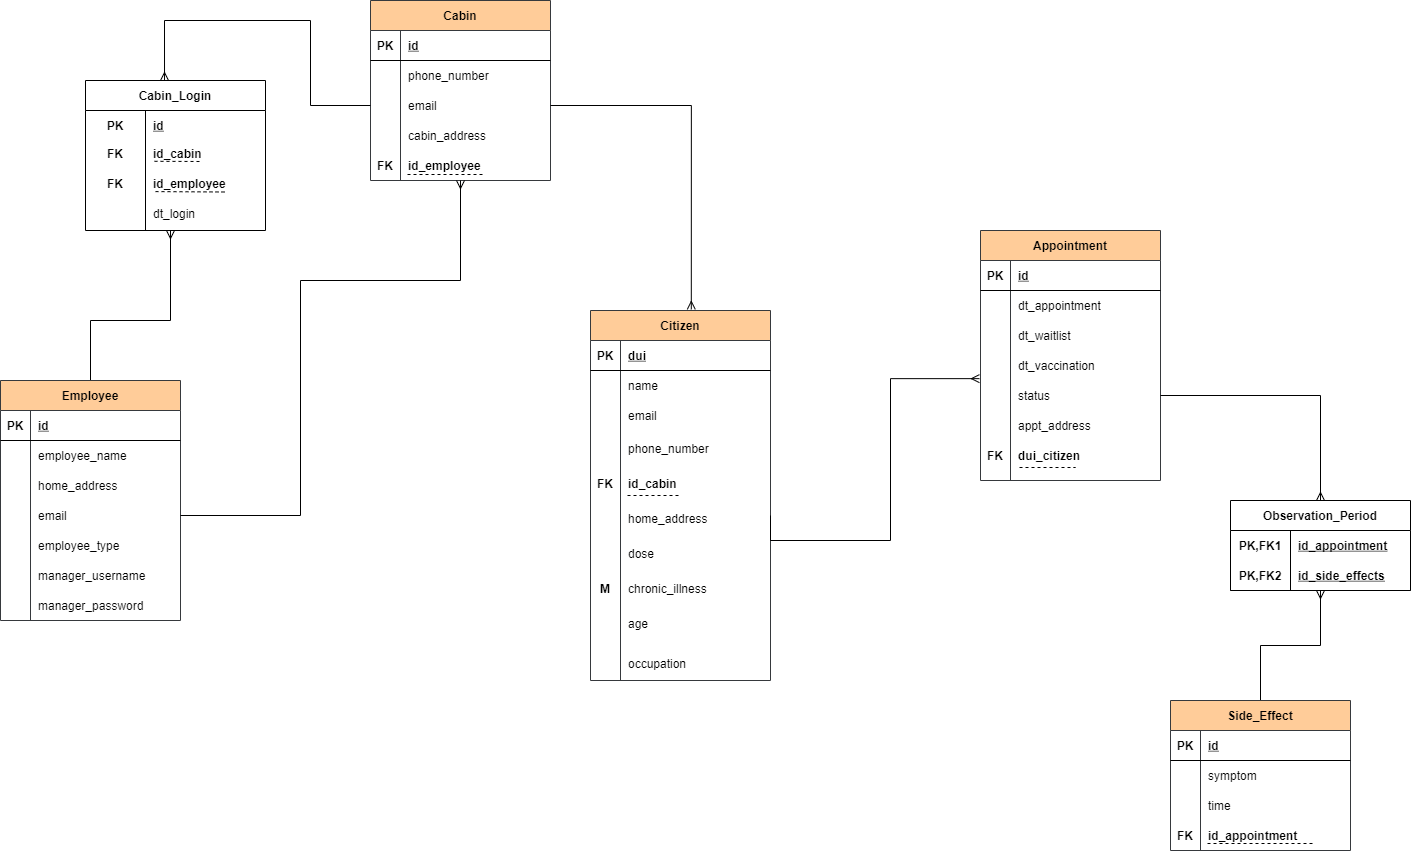 Cabin
PK id
phone_number
email
cabin_address
FK id_employee
Cabin_Login
PK id
FK id_cabin
FK id_employee
dt_login
Employee
PK id
employee_name
home_address
email
employee_type
manager_username
manager_password
Citizen
PK dui
name
email
phone_number
FK id_cabin
home_address
dose
M chronic_illness
age
occupation
Appointment
PK id
dt_appointment
dt_waitlist
dt_vaccination
status
appt_address
FK dui_citizen
Observation_Period
PK,FK1 id_appointment
PK,FK2 id_side_effects
Side_Effect
PK id
symptom
time
FK id_appointment